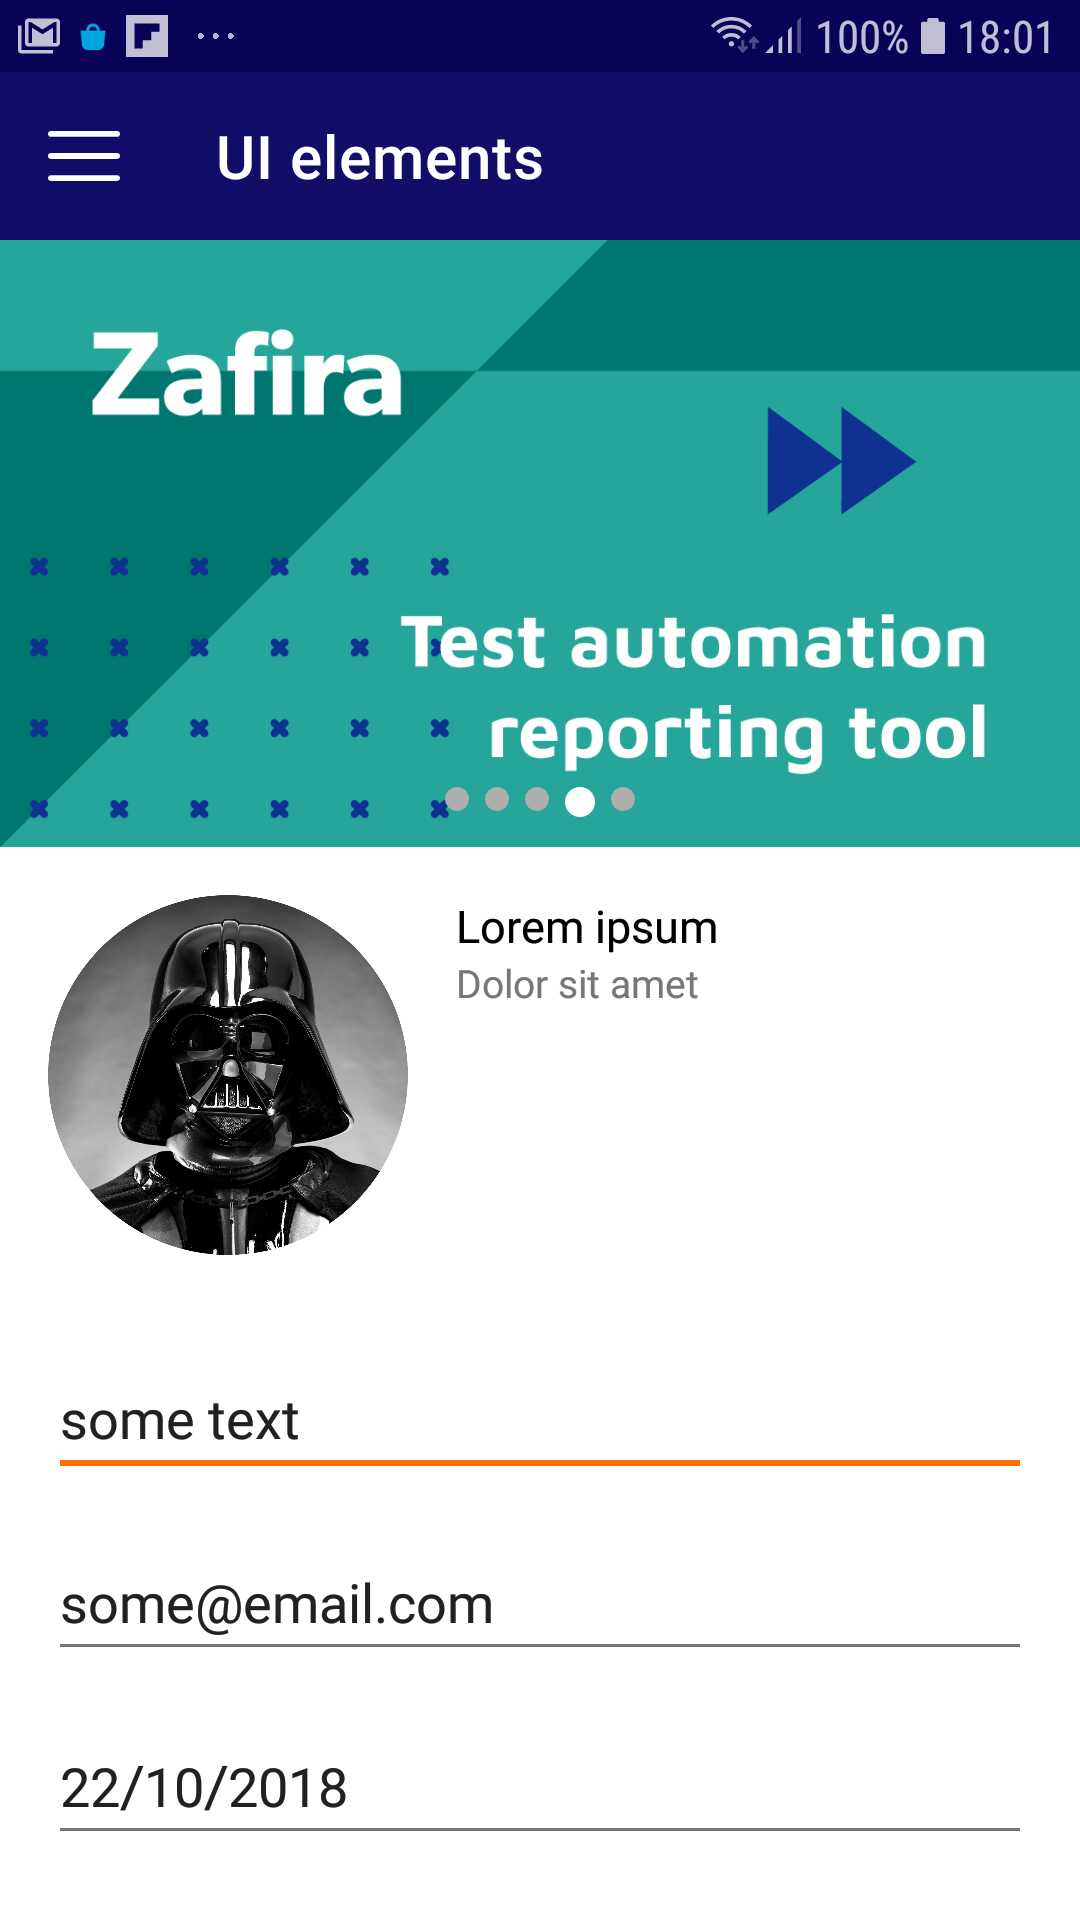 100% 18:01
UI elements
Zafira
Test automation
reporting tool
Lorem ipsum
Dolor sit amet
some text
some@email.com
22/10/2018